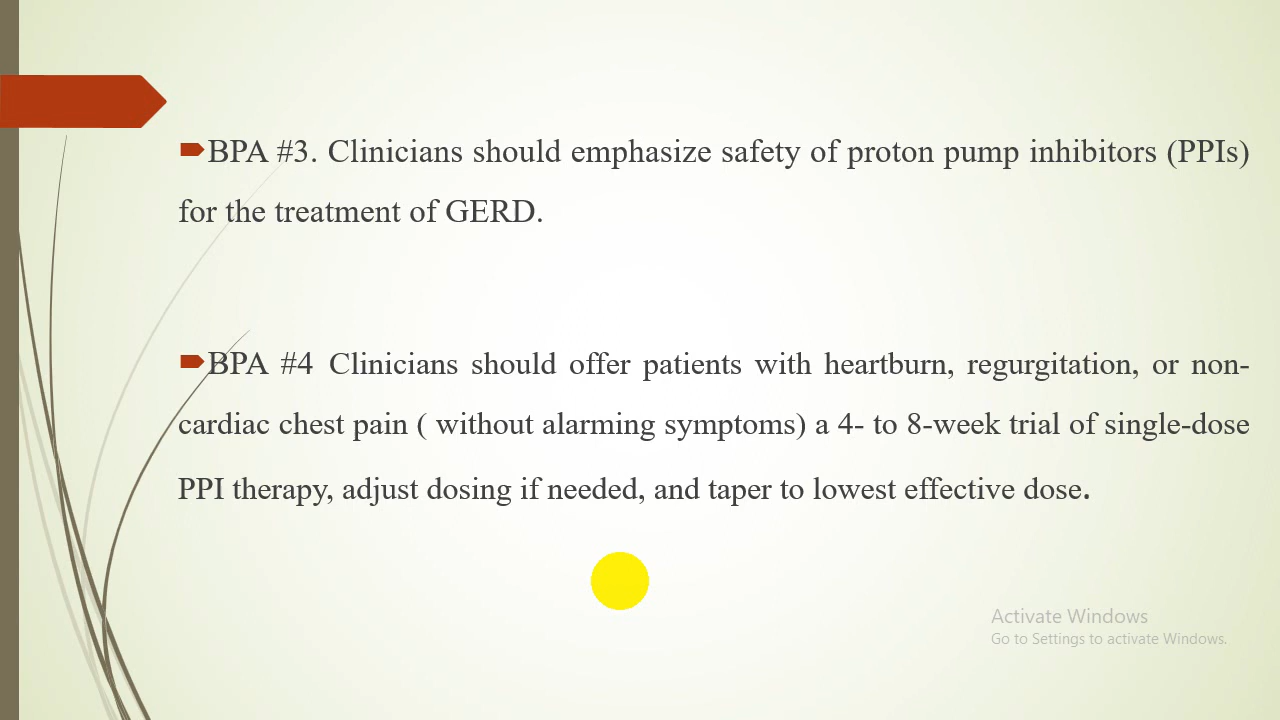 BPA #3. Clinicians should emphasize safety of proton pump inhibitors (PPIs)
for the treatment of GERD.
BPA #4 Clinicians should offer patients with heartburn, regurgitation, or non-
cardiac chest pain ( without alarming symptoms) a 4- to 8-week trial of single-dose
PPI therapy, adjust dosing if needed, and taper to lowest effective dose.
Activate Windows
Go to Settings to activate Windows.